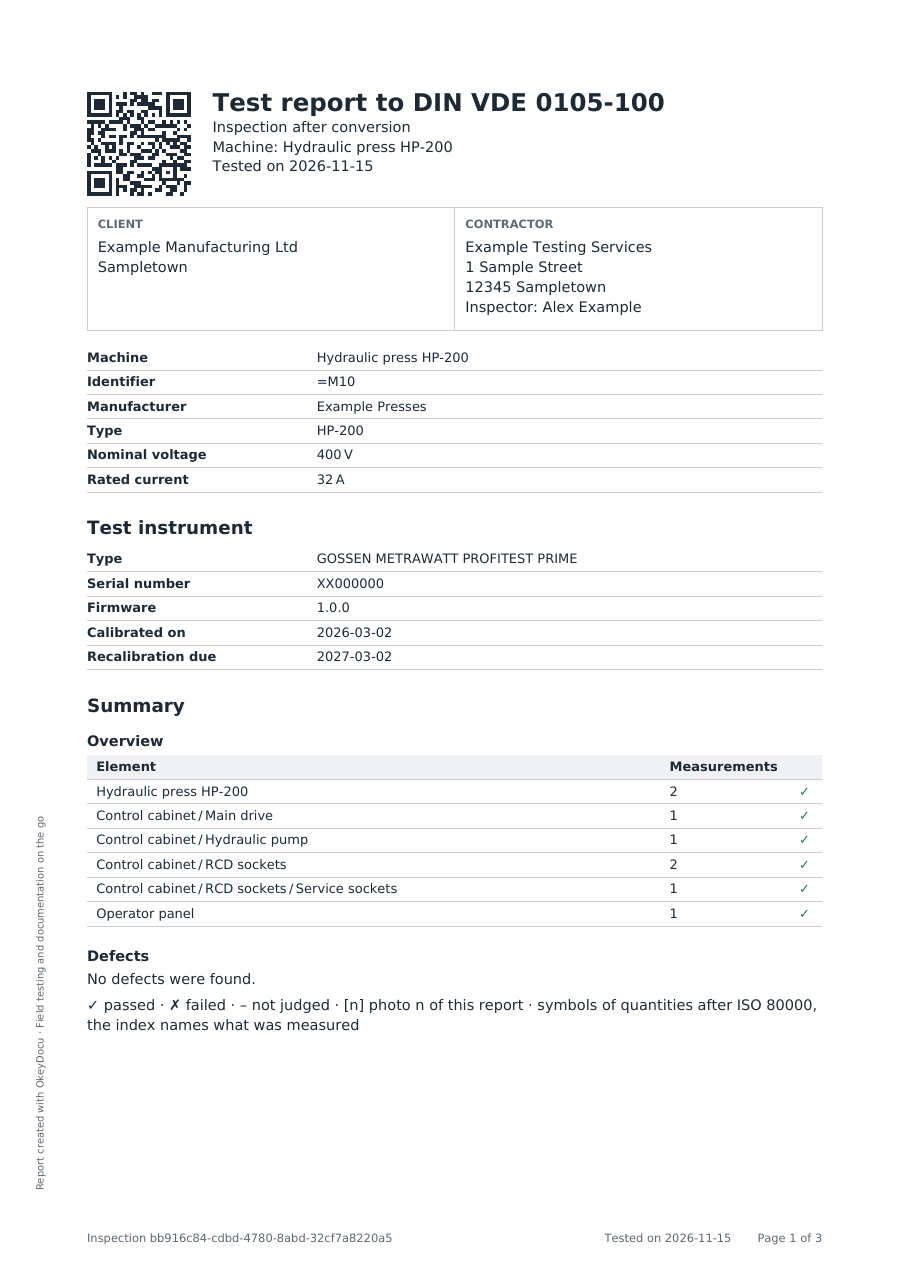 Test report to DIN VDE 0105-100
Inspection after conversion
Machine: Hydraulic press HP-200
Tested on 2026-11-15
CLIENT
Example Manufacturing Ltd
Sampletown
CONTRACTOR
Example Testing Services
1 Sample Street
12345 Sampletown
Inspector: Alex Example
Machine Hydraulic press HP-200
Identifier =M10
Manufacturer Example Presses
Type HP-200
Nominal voltage 400 V
Rated current 32 A
Test instrument
Type GOSSEN METRAWATT PROFITEST PRIME
Serial number XX000000
Firmware 1.0.0
Calibrated on 2026-03-02
Recalibration due 2027-03-02
Summary
Overview
Element Measurements
Hydraulic press HP-200 2 ✓
Control cabinet / Main drive 1 ✓
Control cabinet / Hydraulic pump 1 ✓
Control cabinet / RCD sockets 2 ✓
Control cabinet / RCD sockets / Service sockets 1 ✓
Operator panel 1 ✓
Defects
No defects were found.
✓ passed · ✗ failed · – not judged · [n] photo n of this report · symbols of quantities after ISO 80000,
the index names what was measured
Report created with OkeyDocu · Field testing and documentation on the go
Inspection bb916c84-cdbd-4780-8abd-32cf7a8220a5 Tested on 2026-11-15 Page 1 of 3